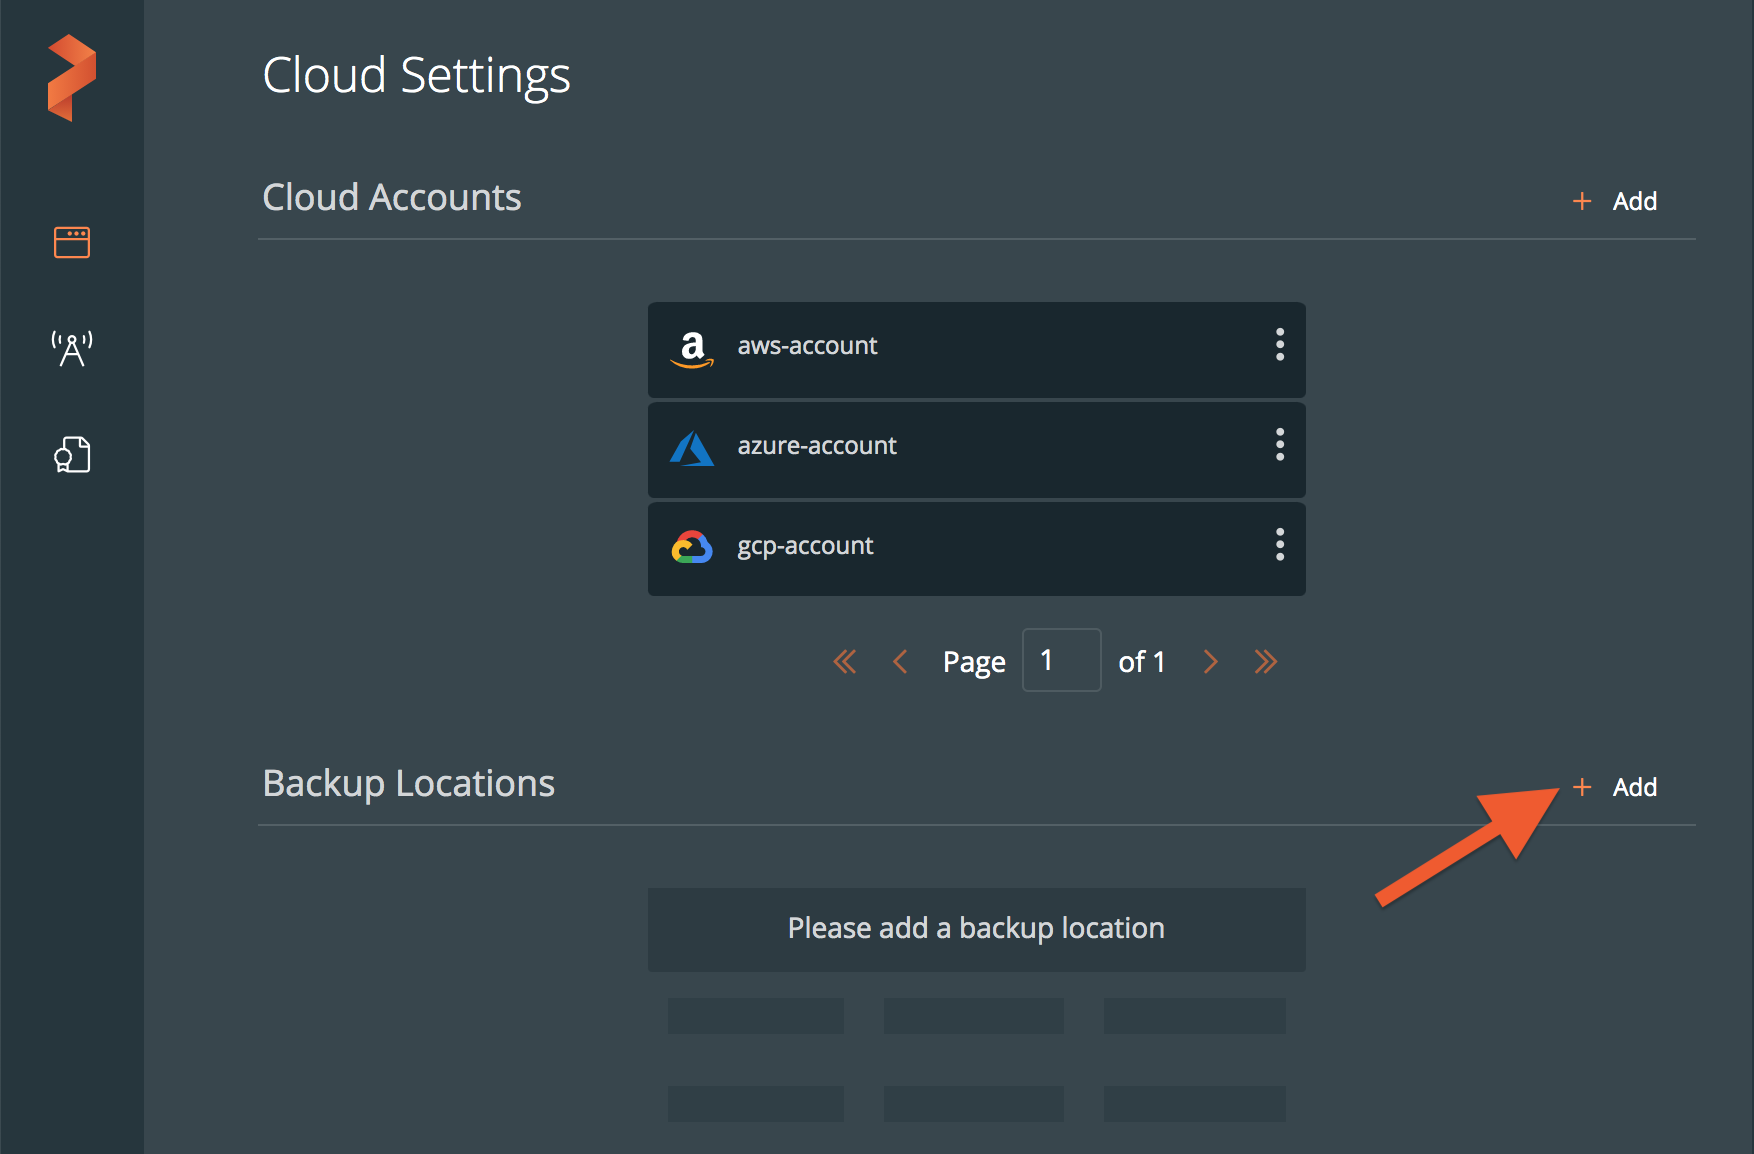 Cloud Settings
Cloud Accounts
+ Add
aws-account
azure-account
gcp-account
Page 1 of 1
Backup Locations
+ Add
Please add a backup location